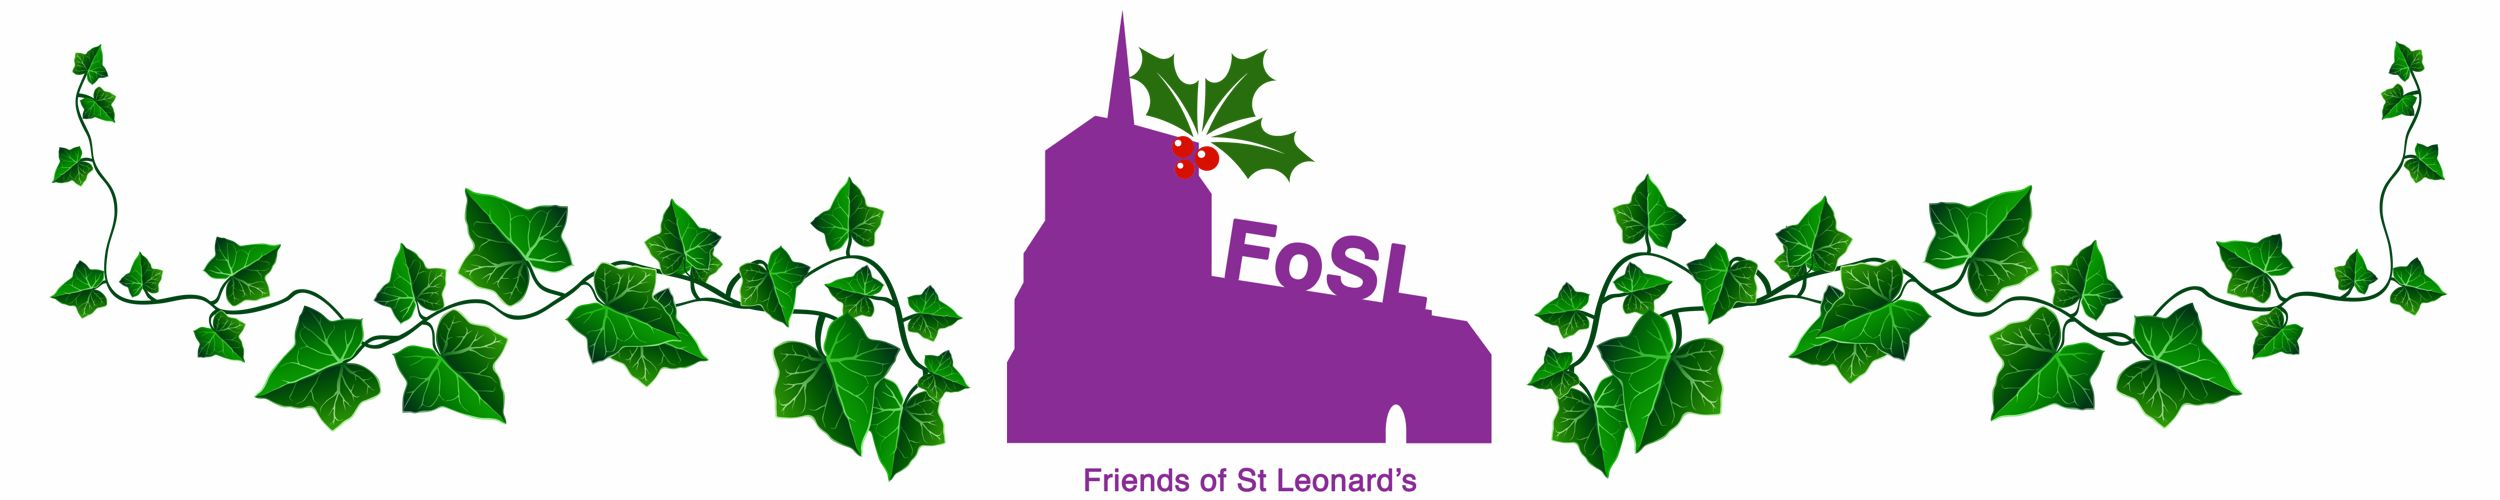 FoSL
Friends of St Leonard’s